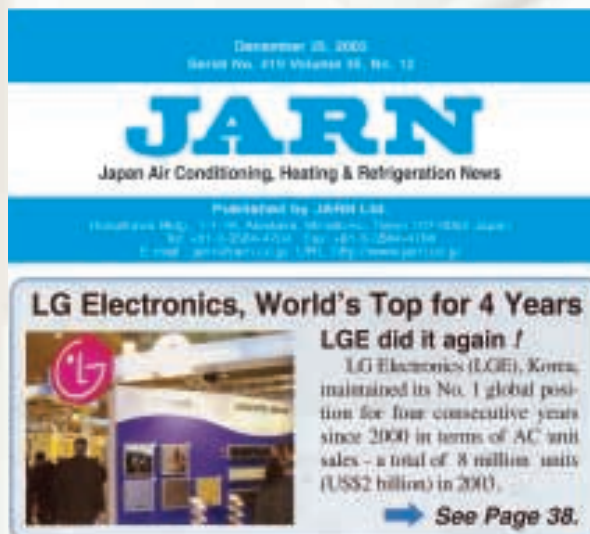 December 25, 2003
Serial No. 419 Volume 35, No. 12
JARN
Japan Air Conditioning, Heating & Refrigeration News
Published by JARN Ltd.
LG Electronics, World's Top for 4 Years
LG
LGE did it again !
LG Electronics (LGE), Korea,
maintained its No. 1 global posi-
tion for four consecutive years
since 2000 in terms of AC unit
sales - a total of 8 million units
(US$2 billion) in 2003.
See Page 38.